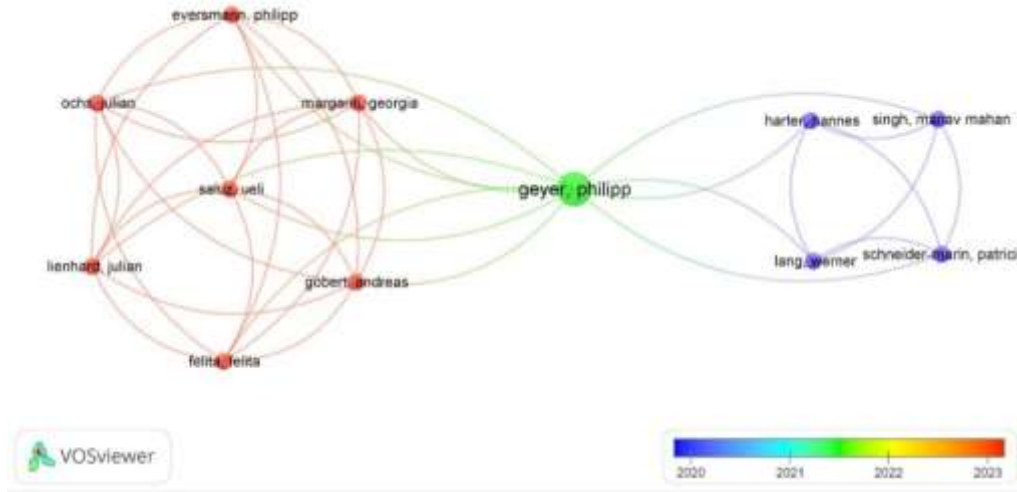 eversmann, philipp
ochs, julian
margariti, georgia
harter, hannes
singh, manav mahan
saluz, ueli
geyer, philipp
lienhard, julian
gobert, andreas
lang, werner
schneider-marin, patrici
felita, felita
VOSviewer
2020
2021
2022
2023